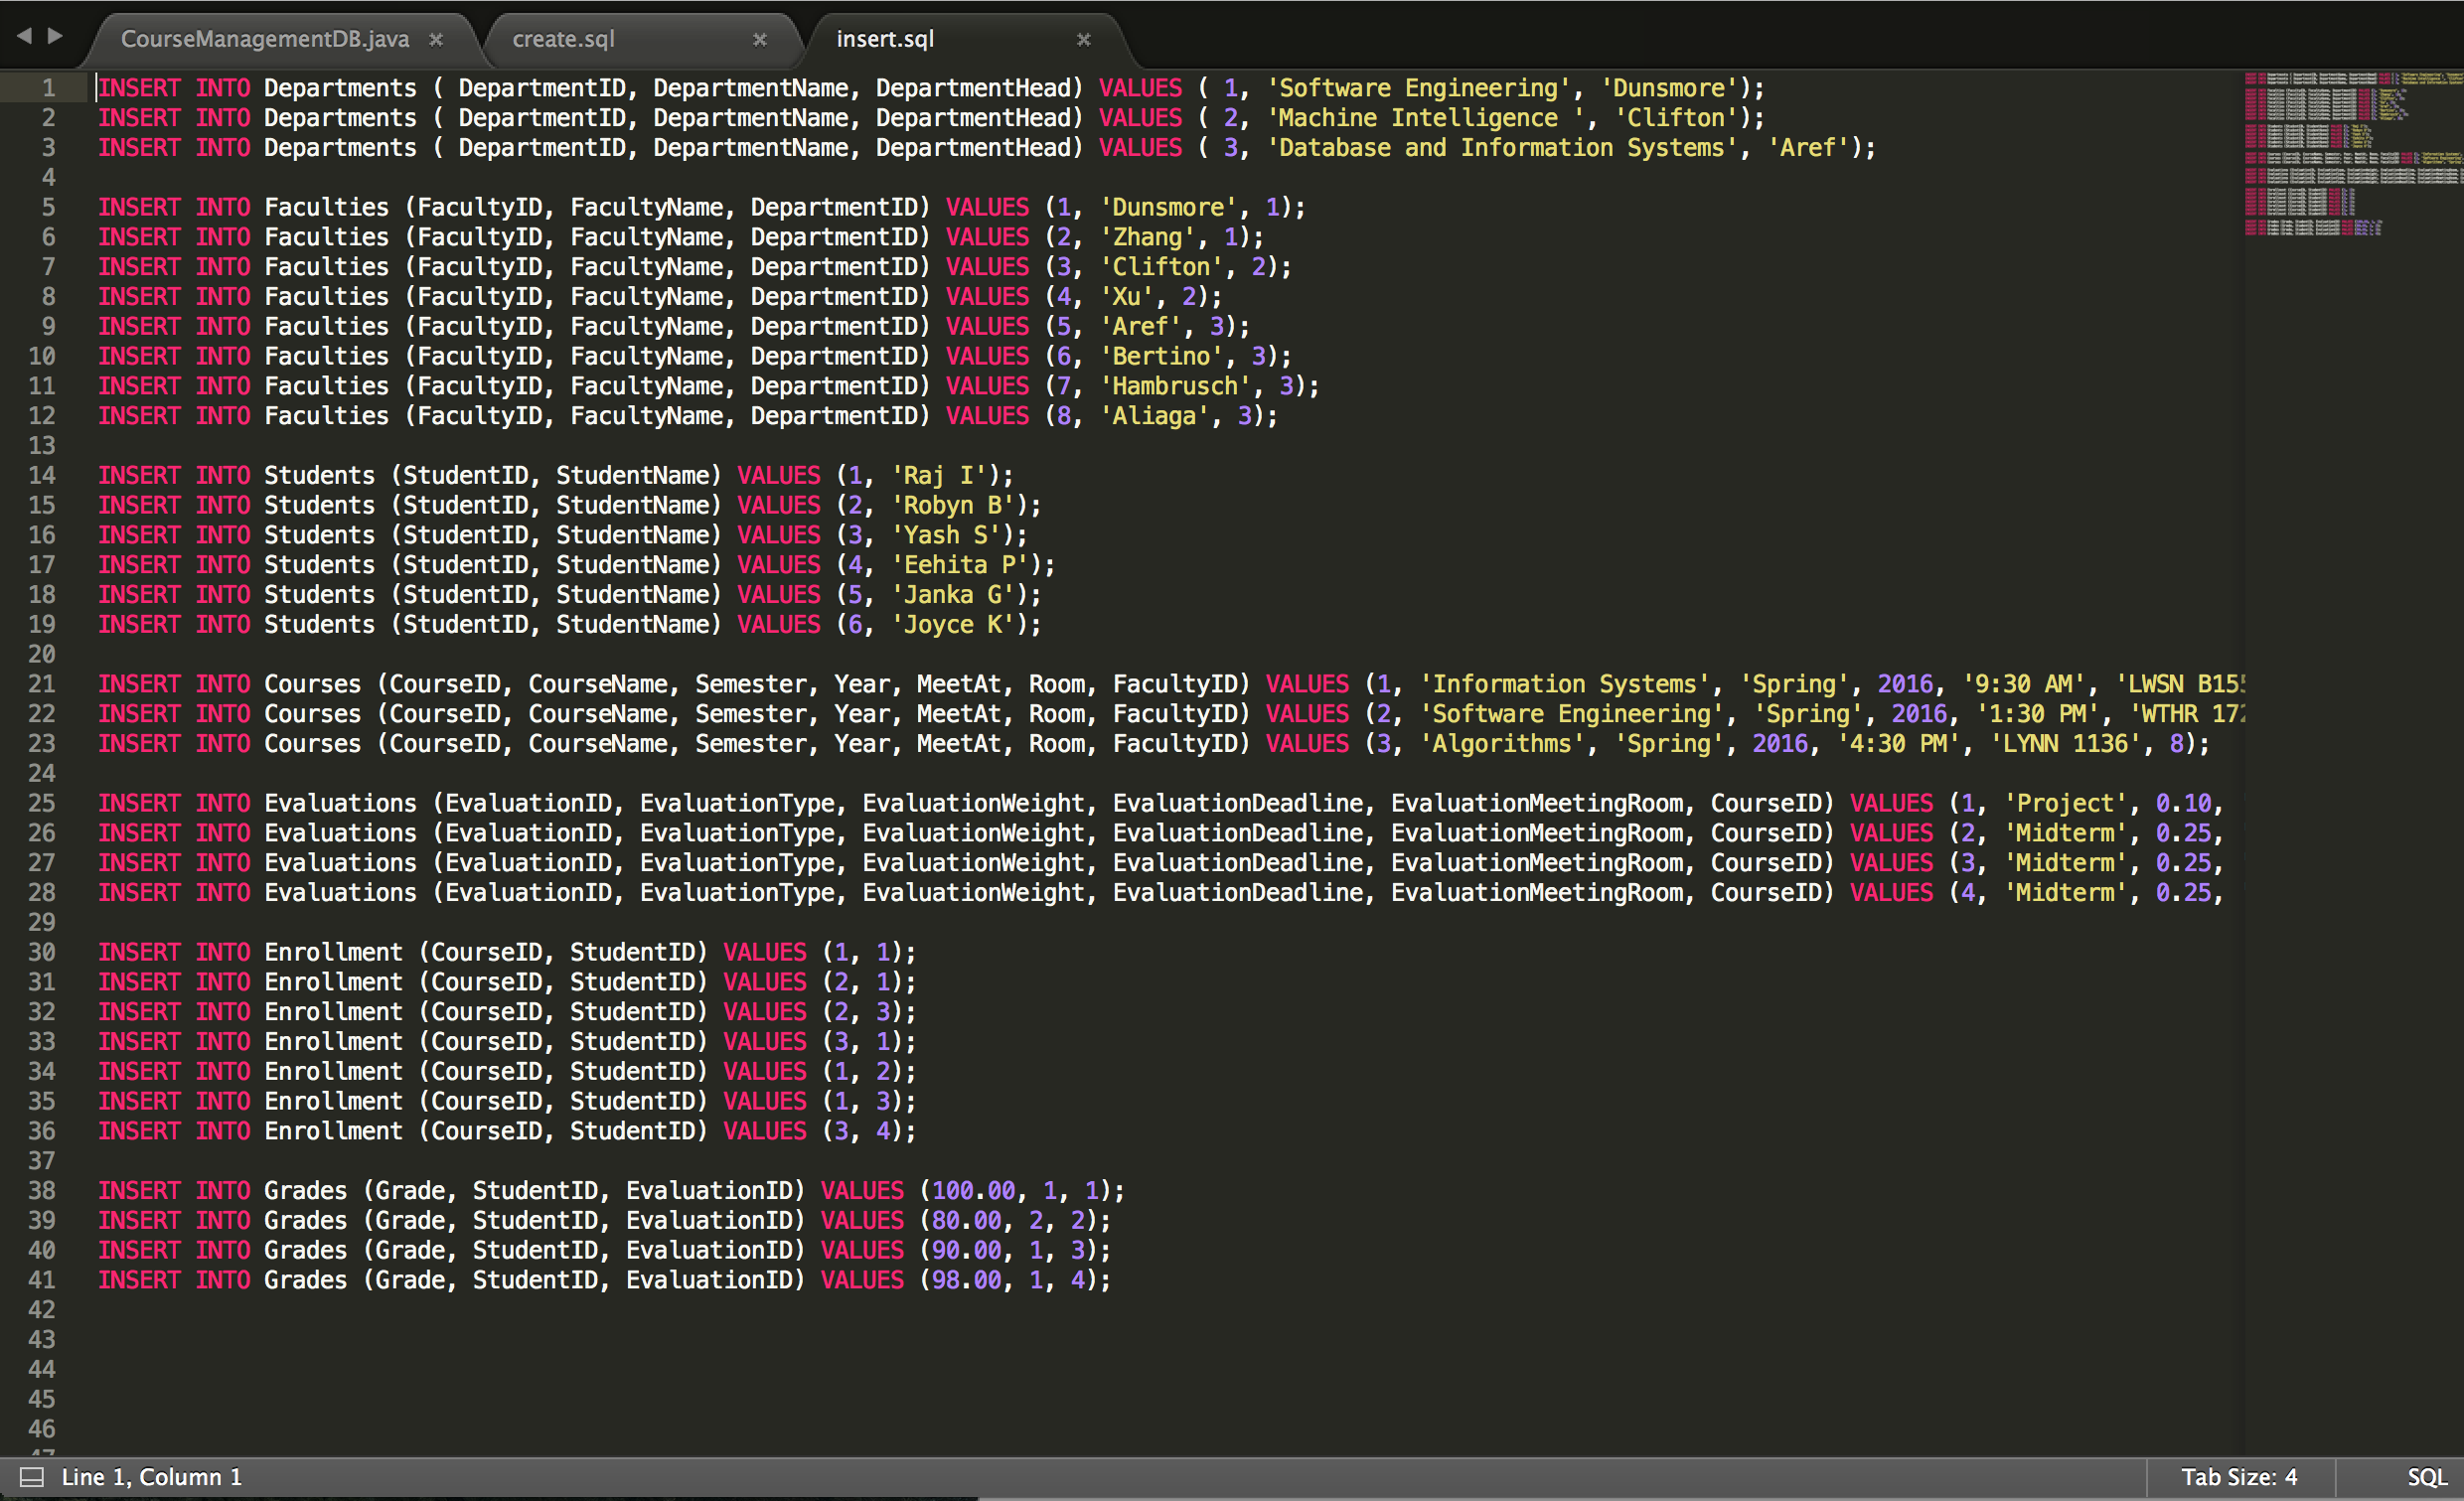 CourseManagementDB.java × create.sql × insert.sql ×
1 INSERT INTO Departments ( DepartmentID, DepartmentName, DepartmentHead) VALUES ( 1, 'Software Engineering', 'Dunsmore');
2 INSERT INTO Departments ( DepartmentID, DepartmentName, DepartmentHead) VALUES ( 2, 'Machine Intelligence ', 'Clifton');
3 INSERT INTO Departments ( DepartmentID, DepartmentName, DepartmentHead) VALUES ( 3, 'Database and Information Systems', 'Aref');
4
5 INSERT INTO Faculties (FacultyID, FacultyName, DepartmentID) VALUES (1, 'Dunsmore', 1);
6 INSERT INTO Faculties (FacultyID, FacultyName, DepartmentID) VALUES (2, 'Zhang', 1);
7 INSERT INTO Faculties (FacultyID, FacultyName, DepartmentID) VALUES (3, 'Clifton', 2);
8 INSERT INTO Faculties (FacultyID, FacultyName, DepartmentID) VALUES (4, 'Xu', 2);
9 INSERT INTO Faculties (FacultyID, FacultyName, DepartmentID) VALUES (5, 'Aref', 3);
10 INSERT INTO Faculties (FacultyID, FacultyName, DepartmentID) VALUES (6, 'Bertino', 3);
11 INSERT INTO Faculties (FacultyID, FacultyName, DepartmentID) VALUES (7, 'Hambrusch', 3);
12 INSERT INTO Faculties (FacultyID, FacultyName, DepartmentID) VALUES (8, 'Aliaga', 3);
13
14 INSERT INTO Students (StudentID, StudentName) VALUES (1, 'Raj I');
15 INSERT INTO Students (StudentID, StudentName) VALUES (2, 'Robyn B');
16 INSERT INTO Students (StudentID, StudentName) VALUES (3, 'Yash S');
17 INSERT INTO Students (StudentID, StudentName) VALUES (4, 'Eehita P');
18 INSERT INTO Students (StudentID, StudentName) VALUES (5, 'Janka G');
19 INSERT INTO Students (StudentID, StudentName) VALUES (6, 'Joyce K');
20
21 INSERT INTO Courses (CourseID, CourseName, Semester, Year, MeetAt, Room, FacultyID) VALUES (1, 'Information Systems', 'Spring', 2016, '9:30 AM', 'LWSN B155
22 INSERT INTO Courses (CourseID, CourseName, Semester, Year, MeetAt, Room, FacultyID) VALUES (2, 'Software Engineering', 'Spring', 2016, '1:30 PM', 'WTHR 172
23 INSERT INTO Courses (CourseID, CourseName, Semester, Year, MeetAt, Room, FacultyID) VALUES (3, 'Algorithms', 'Spring', 2016, '4:30 PM', 'LYNN 1136', 8);
24
25 INSERT INTO Evaluations (EvaluationID, EvaluationType, EvaluationWeight, EvaluationDeadline, EvaluationMeetingRoom, CourseID) VALUES (1, 'Project', 0.10,
26 INSERT INTO Evaluations (EvaluationID, EvaluationType, EvaluationWeight, EvaluationDeadline, EvaluationMeetingRoom, CourseID) VALUES (2, 'Midterm', 0.25,
27 INSERT INTO Evaluations (EvaluationID, EvaluationType, EvaluationWeight, EvaluationDeadline, EvaluationMeetingRoom, CourseID) VALUES (3, 'Midterm', 0.25,
28 INSERT INTO Evaluations (EvaluationID, EvaluationType, EvaluationWeight, EvaluationDeadline, EvaluationMeetingRoom, CourseID) VALUES (4, 'Midterm', 0.25,
29
30 INSERT INTO Enrollment (CourseID, StudentID) VALUES (1, 1);
31 INSERT INTO Enrollment (CourseID, StudentID) VALUES (2, 1);
32 INSERT INTO Enrollment (CourseID, StudentID) VALUES (2, 3);
33 INSERT INTO Enrollment (CourseID, StudentID) VALUES (3, 1);
34 INSERT INTO Enrollment (CourseID, StudentID) VALUES (1, 2);
35 INSERT INTO Enrollment (CourseID, StudentID) VALUES (1, 3);
36 INSERT INTO Enrollment (CourseID, StudentID) VALUES (3, 4);
37
38 INSERT INTO Grades (Grade, StudentID, EvaluationID) VALUES (100.00, 1, 1);
39 INSERT INTO Grades (Grade, StudentID, EvaluationID) VALUES (80.00, 2, 2);
40 INSERT INTO Grades (Grade, StudentID, EvaluationID) VALUES (90.00, 1, 3);
41 INSERT INTO Grades (Grade, StudentID, EvaluationID) VALUES (98.00, 1, 4);
42
43
44
45
46
47
Line 1, Column 1 Tab Size: 4 SQL